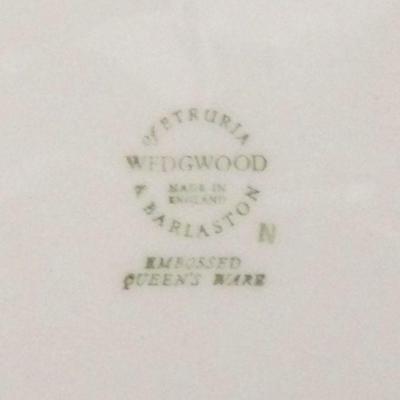 of ETRURIA
WEDGWOOD
MADE IN
ENGLAND
& BARLASTON
N
EMBOSSED
QUEEN'S WARE